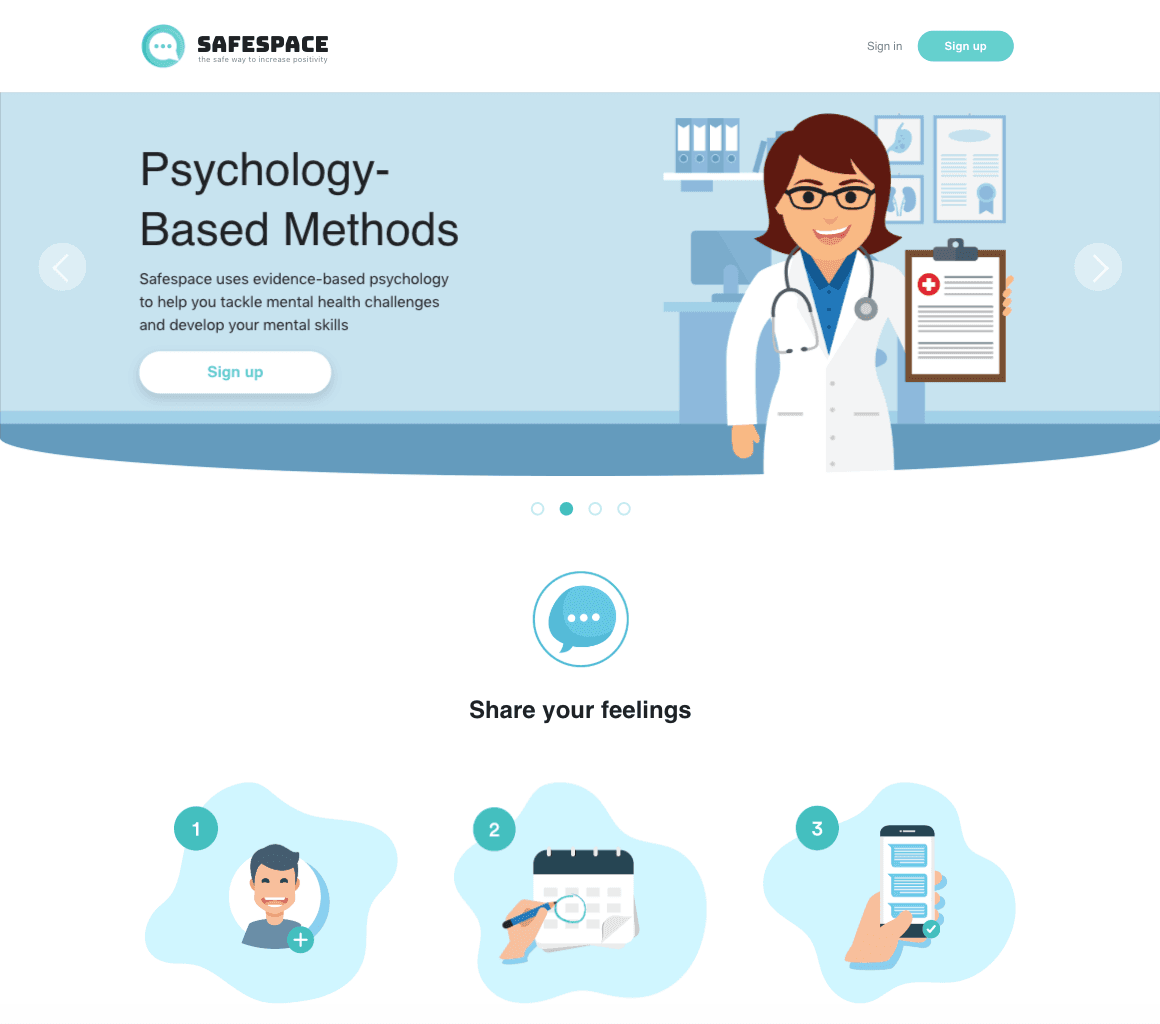 SAFESPACE
the safe way to increase positivity
Sign in
Sign up
Psychology-
Based Methods
Safespace uses evidence-based psychology
to help you tackle mental health challenges
and develop your mental skills
Sign up
Share your feelings
1
2
3